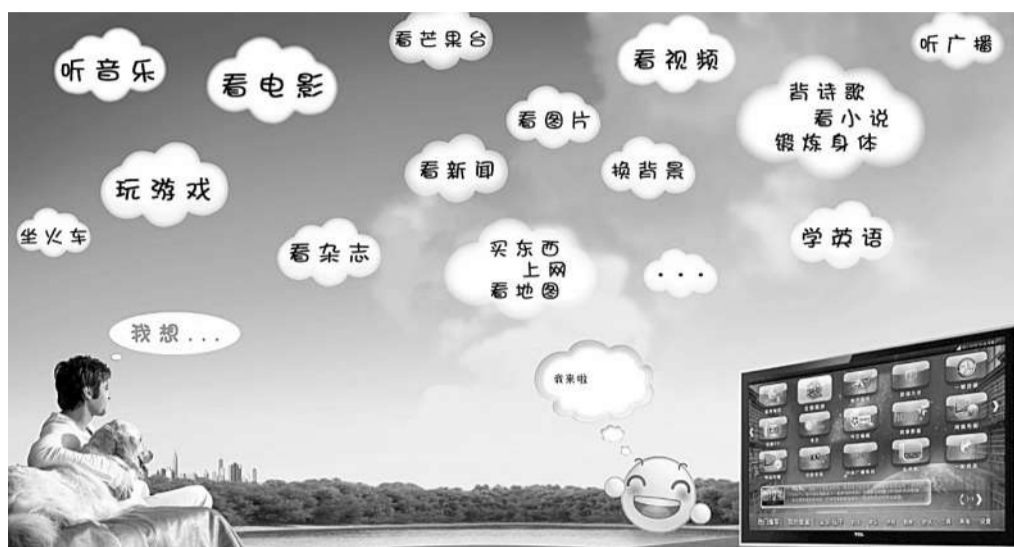 看芒果台
听广播
听音乐
看电影
看视频
背诗歌
看小说
锻炼身体
看图片
看新闻
换背景
玩游戏
坐火车
看杂志
买东西
上网
看地图
学英语
...
我想...
我来啦
TCL